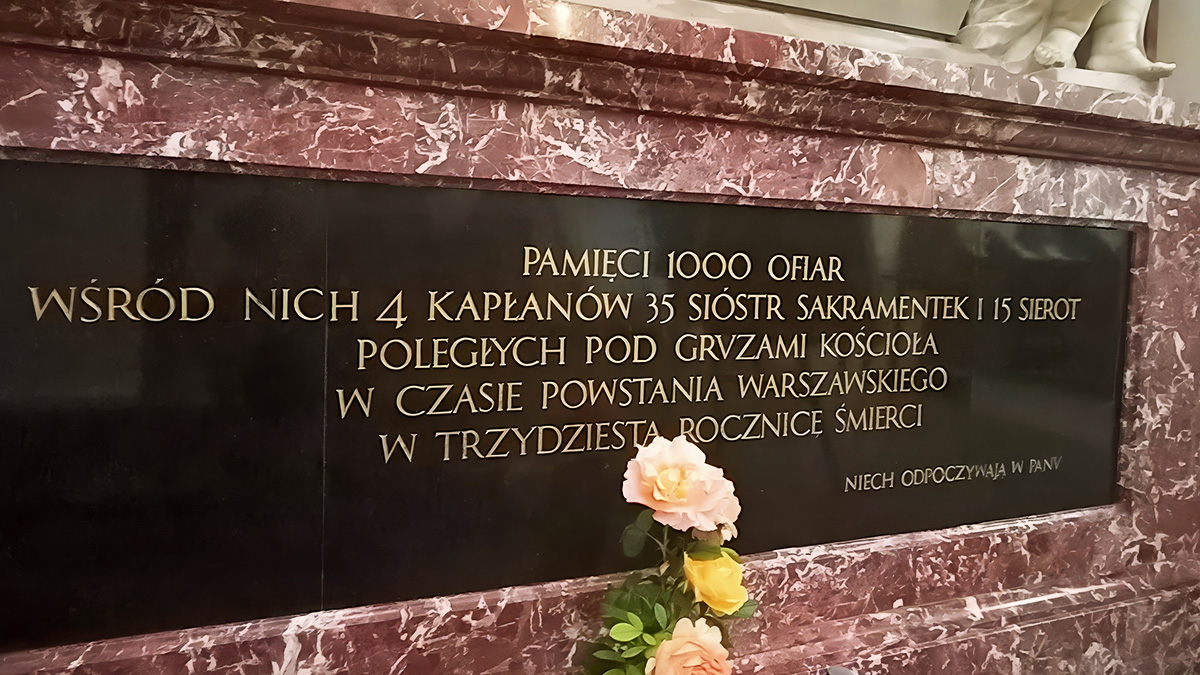 PAMIĘCI 1000 OFIAR
WŚRÓD NICH 4 KAPŁANÓW 35 SIÓSTR SAKRAMENTEK I 15 SIEROT
POLEGŁYCH POD GRVZAMI KOŚCIOŁA
W CZASIE POWSTANIA WARSZAWSKIEGO
W TRZYDZIESTĄ ROCZNICĘ ŚMIERCI
NIECH ODPOCZYWAJĄ W PANV